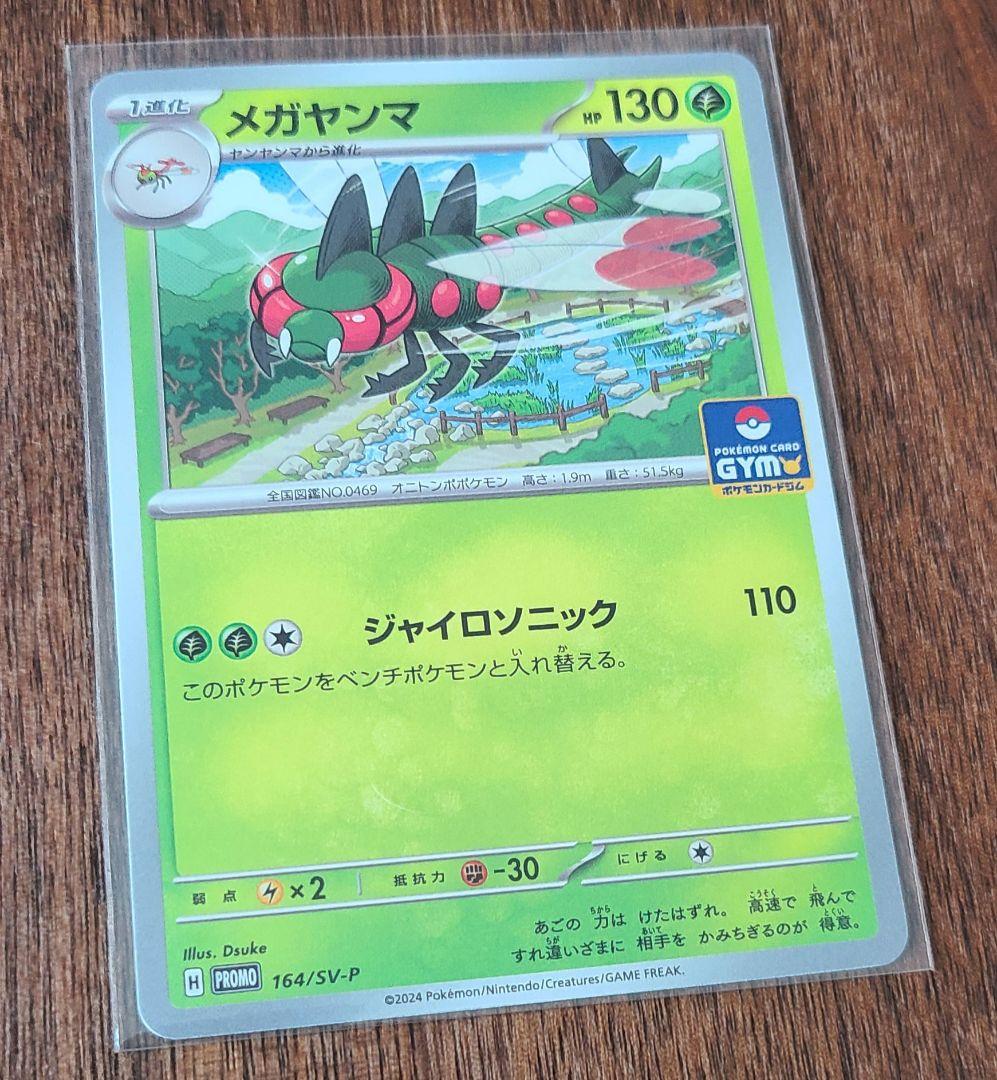 1進化
メガヤンマ
HP 130
ヤンヤンマから進化
POKÉMON CARD
GYM
ポケモンカードジム
全国図鑑NO.0469 オニトンボポケモン 高さ:1.9m 重さ:51.5kg
ジャイロソニック 110
このポケモンをベンチポケモンと入れ替える。
弱点 ×2 抵抗力 -30 にげる
あごの 力は けたはずれ。 高速で 飛んで
すれ違いざまに 相手を かみちぎるのが 得意。
Illus. Dsuke
H PROMO 164/SV-P
©2024 Pokémon/Nintendo/Creatures/GAME FREAK.